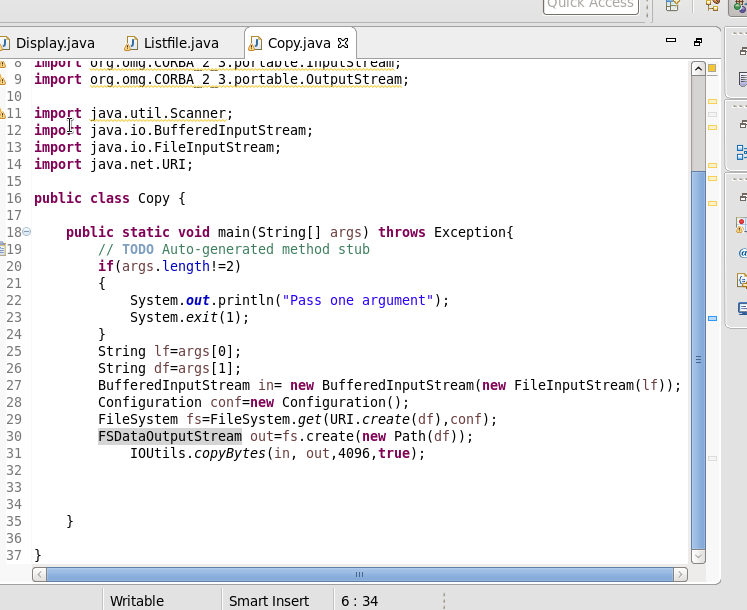 Quick Access
Display.java Listfile.java Copy.java
8 import org.omg.CORBA_2_3.portable.InputStream;
9 import org.omg.CORBA_2_3.portable.OutputStream;
10
11 import java.util.Scanner;
12 import java.io.BufferedInputStream;
13 import java.io.FileInputStream;
14 import java.net.URI;
15
16 public class Copy {
17
18 public static void main(String[] args) throws Exception{
19 // TODO Auto-generated method stub
20 if(args.length!=2)
21 {
22 System.out.println("Pass one argument");
23 System.exit(1);
24 }
25 String lf=args[0];
26 String df=args[1];
27 BufferedInputStream in= new BufferedInputStream(new FileInputStream(lf));
28 Configuration conf=new Configuration();
29 FileSystem fs=FileSystem.get(URI.create(df),conf);
30 FSDataOutputStream out=fs.create(new Path(df));
31 IOUtils.copyBytes(in, out,4096,true);
32
33
34
35 }
36
37 }
Writable Smart Insert 6 : 34